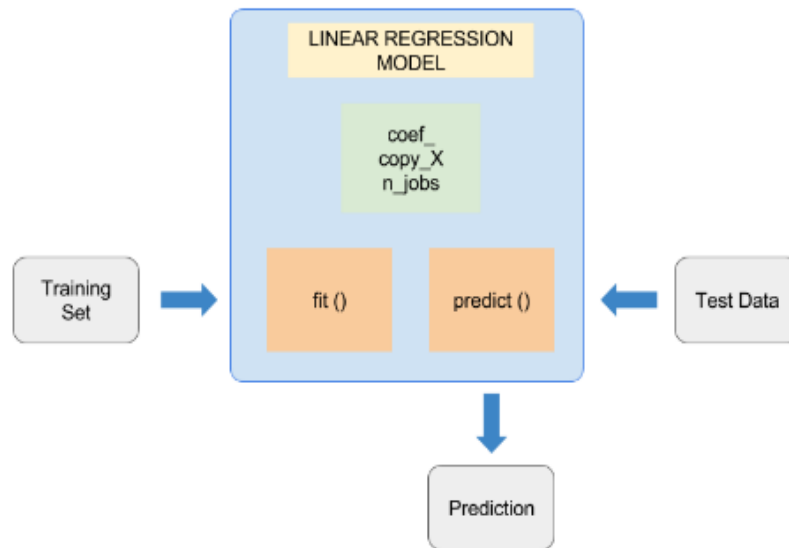 LINEAR REGRESSION
MODEL
coef_
copy_X
n_jobs
Training
Set
fit ()
predict ()
Test Data
Prediction